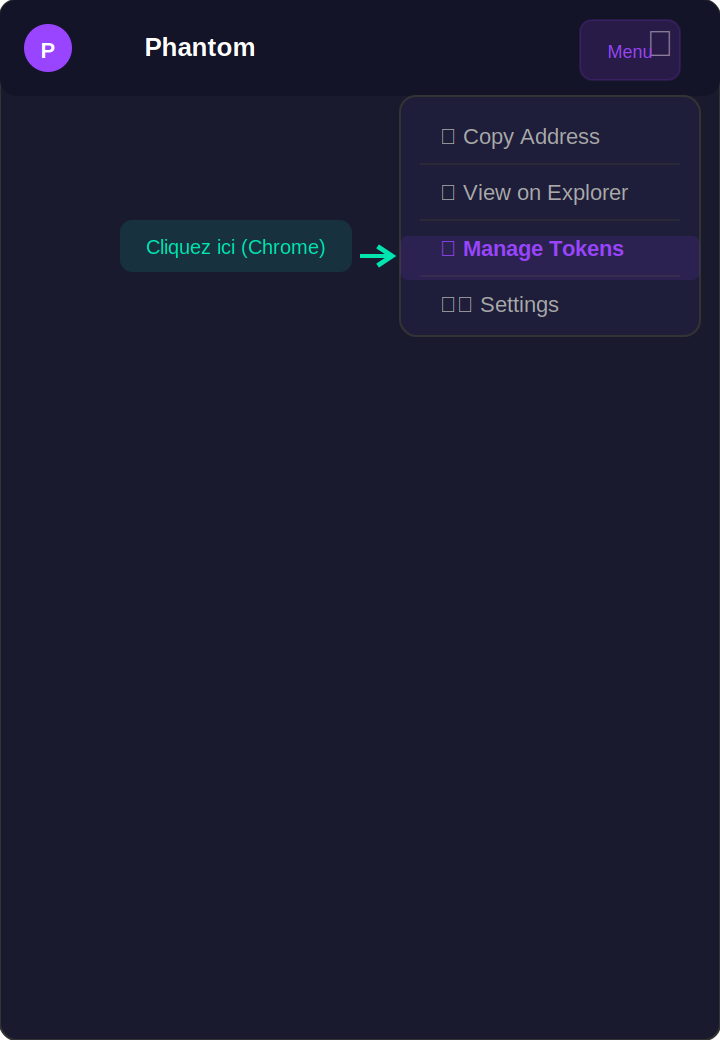 P
Phantom
Menu
Copy Address
View on Explorer
Cliquez ici (Chrome)
Manage Tokens
Settings